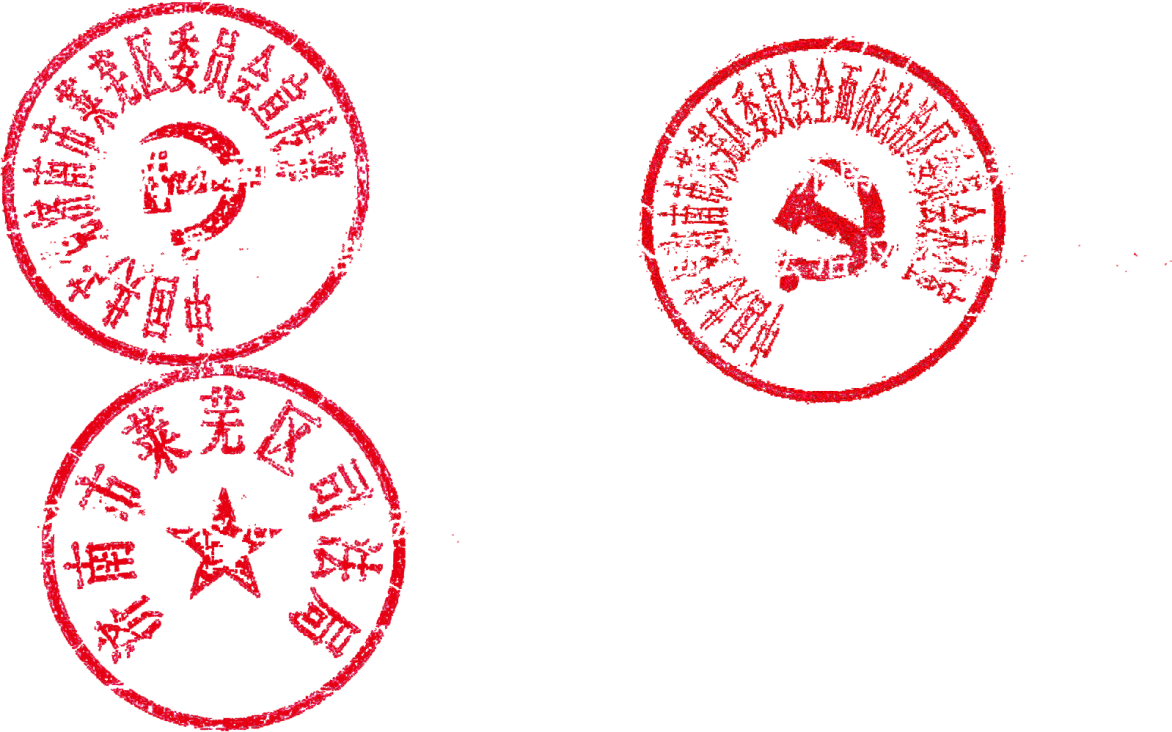 中国共产党济南市莱芜区委员会宣传部
中国共产党济南市莱芜区委员会全面依法治区委员会办公室
济南市莱芜区司法局